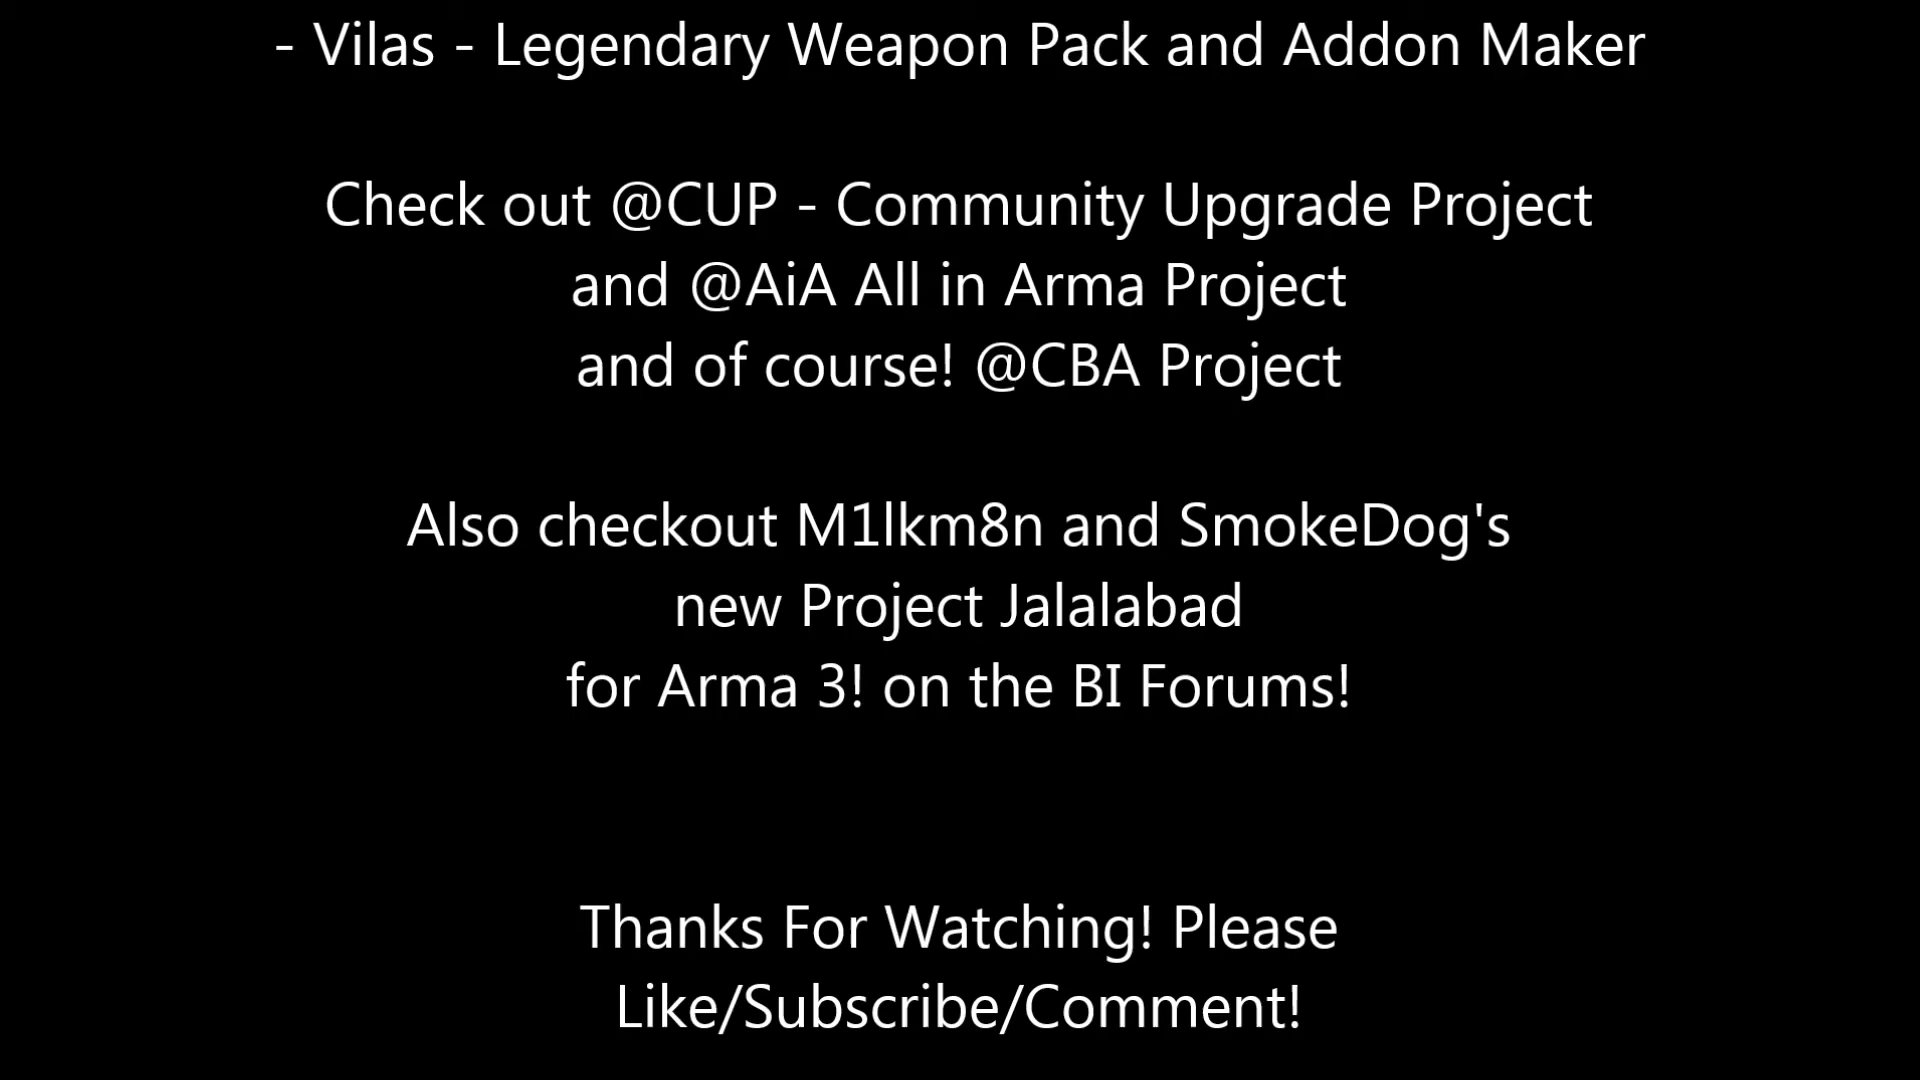 - Vilas - Legendary Weapon Pack and Addon Maker
Check out @CUP - Community Upgrade Project
and @AiA All in Arma Project
and of course! @CBA Project
Also checkout M1lkm8n and SmokeDog's
new Project Jalalabad
for Arma 3! on the BI Forums!
Thanks For Watching! Please
Like/Subscribe/Comment!